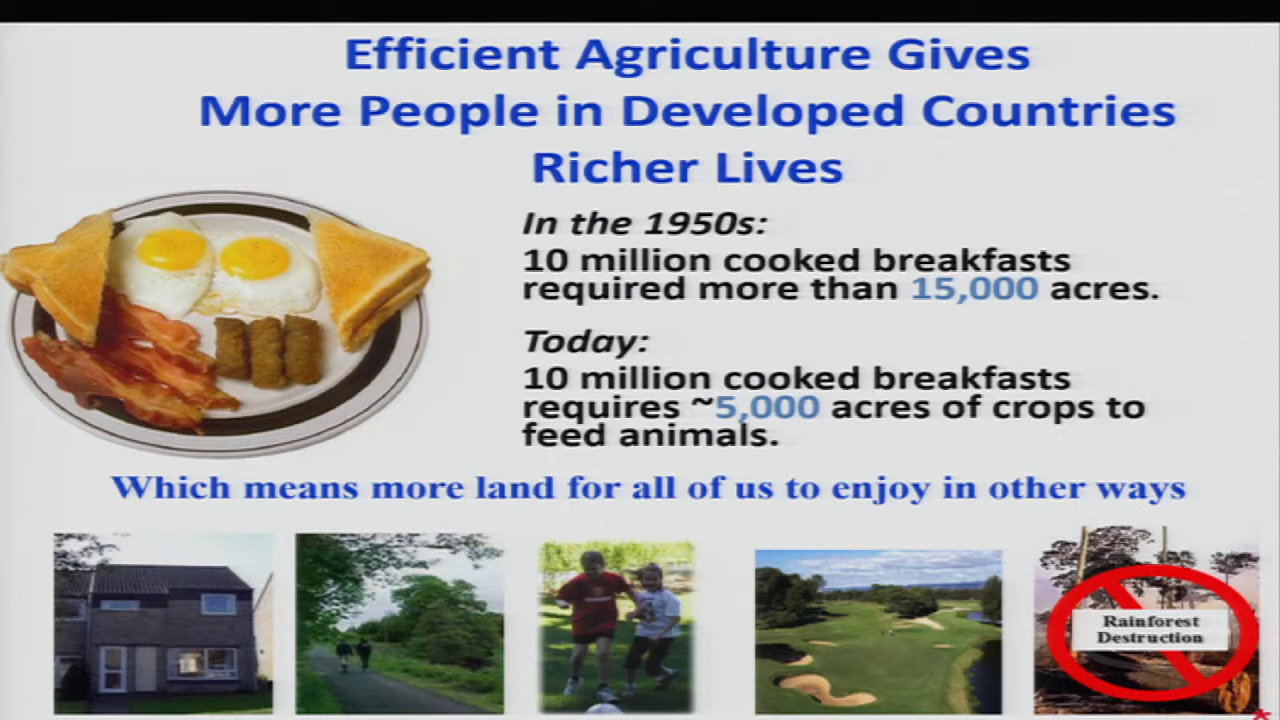 Efficient Agriculture Gives
More People in Developed Countries
Richer Lives
In the 1950s:
10 million cooked breakfasts
required more than 15,000 acres.
Today:
10 million cooked breakfasts
requires ~5,000 acres of crops to
feed animals.
Which means more land for all of us to enjoy in other ways
Rainforest
Destruction
*